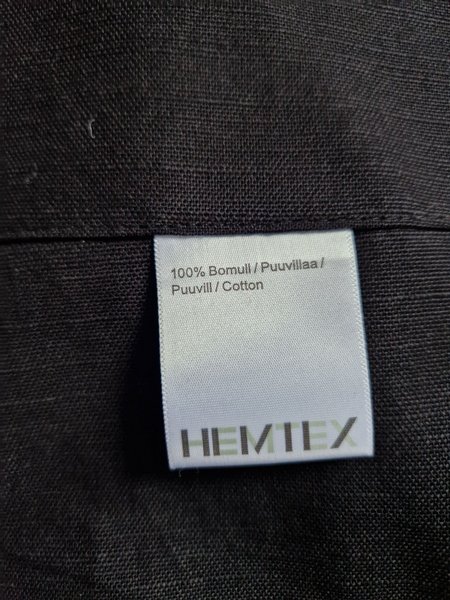 100% Bomull / Puuvillaa /
Puuvill / Cotton
HEMTEX